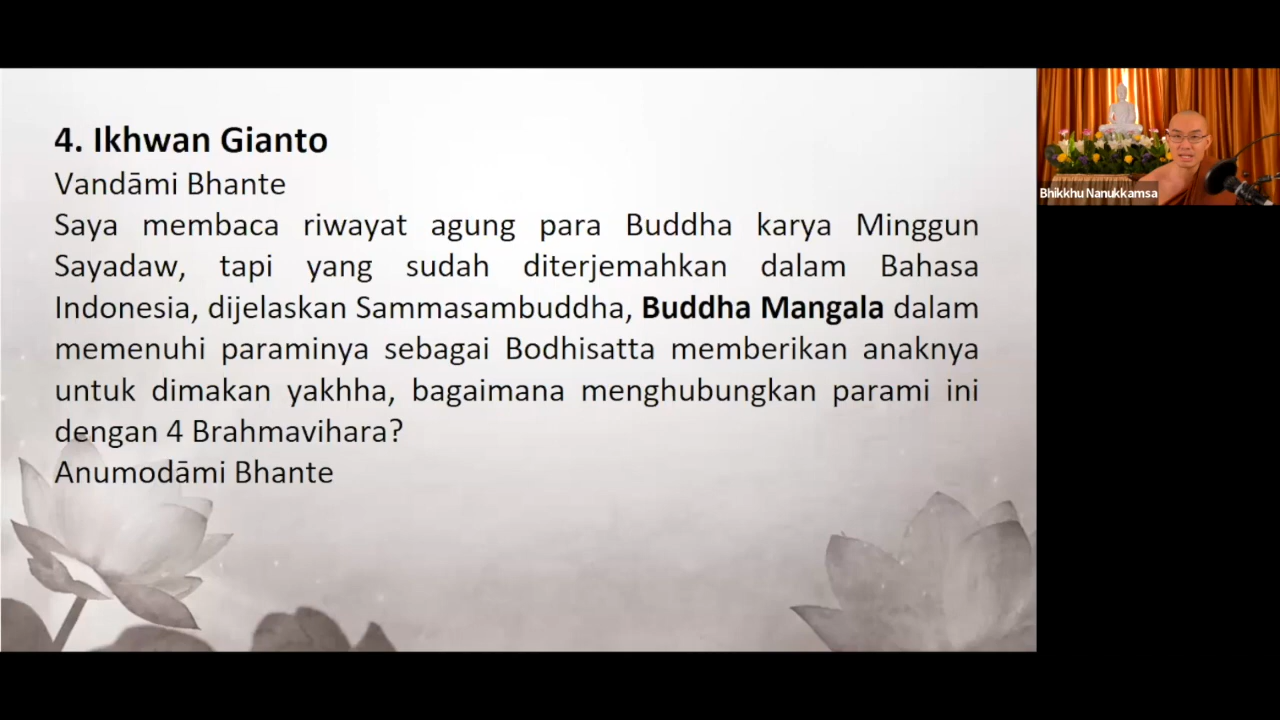 4. Ikhwan Gianto
Vandāmi Bhante
Saya membaca riwayat agung para Buddha karya Minggun
Sayadaw, tapi yang sudah diterjemahkan dalam Bahasa
Indonesia, dijelaskan Sammasambuddha, Buddha Mangala dalam
memenuhi paraminya sebagai Bodhisatta memberikan anaknya
untuk dimakan yakhha, bagaimana menghubungkan parami ini
dengan 4 Brahmavihara?
Anumodāmi Bhante
Bhikkhu Nanukkamsa